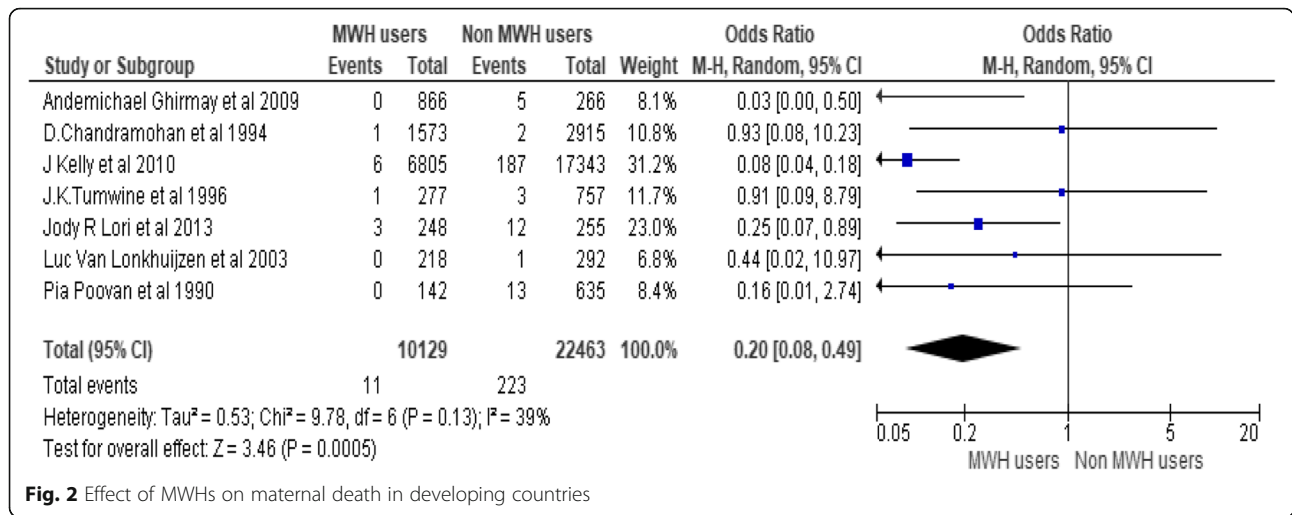 MWH users Non MWH users Odds Ratio Odds Ratio
Study or Subgroup Events Total Events Total Weight M-H, Random, 95% CI M-H, Random, 95% CI
Andemichael Ghirmay et al 2009 0 866 5 266 8.1% 0.03 [0.00, 0.50]
D.Chandramohan et al 1994 1 1573 2 2915 10.8% 0.93 [0.08, 10.23]
J Kelly et al 2010 6 6805 187 17343 31.2% 0.08 [0.04, 0.18]
J.K.Tumwine et al 1996 1 277 3 757 11.7% 0.91 [0.09, 8.79]
Jody R Lori et al 2013 3 248 12 255 23.0% 0.25 [0.07, 0.89]
Luc Van Lonkhuijzen et al 2003 0 218 1 292 6.8% 0.44 [0.02, 10.97]
Pia Poovan et al 1990 0 142 13 635 8.4% 0.16 [0.01, 2.74]
Total (95% CI) 10129 22463 100.0% 0.20 [0.08, 0.49]
Total events 11 223
Heterogeneity: Tau² = 0.53; Chi² = 9.78, df = 6 (P = 0.13); I² = 39%
Test for overall effect: Z = 3.46 (P = 0.0005)
0.05 0.2 1 5 20
MWH users Non MWH users
Fig. 2 Effect of MWHs on maternal death in developing countries